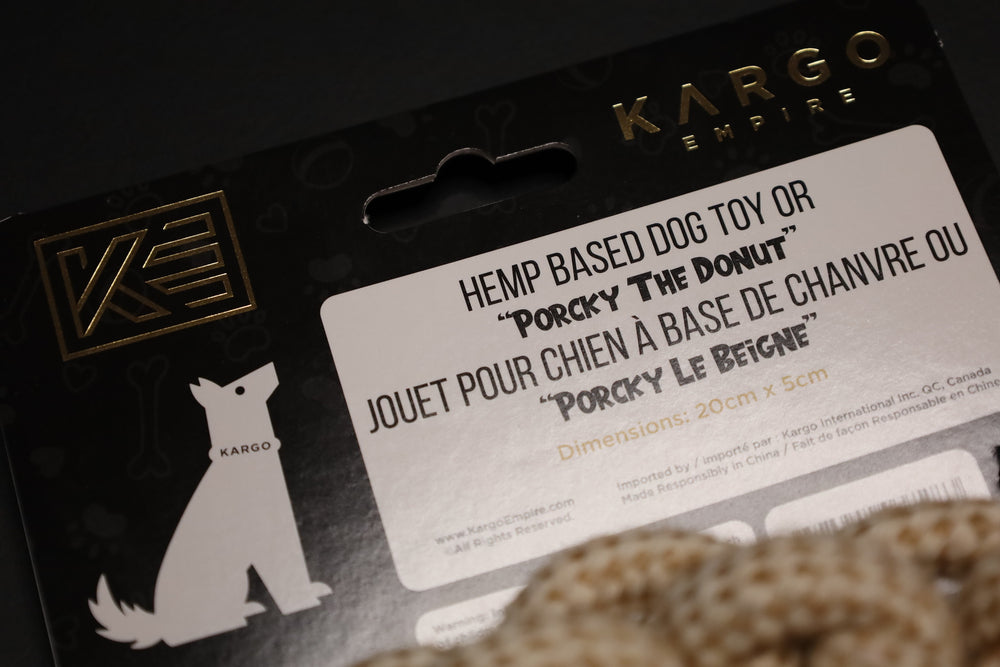 KARGO
EMPIRE
KE
HEMP BASED DOG TOY OR
“PORCKY THE DONUT”
JOUET POUR CHIEN À BASE DE CHANVRE OU
“PORCKY LE BEIGNE”
Dimensions: 20cm x 5cm
KARGO
Imported by / importé par : Kargo International Inc. QC, Canada
Made Responsibly in China / Fait de façon Responsable en Chine
www.KargoEmpire.com
©All Rights Reserved.
Warning: